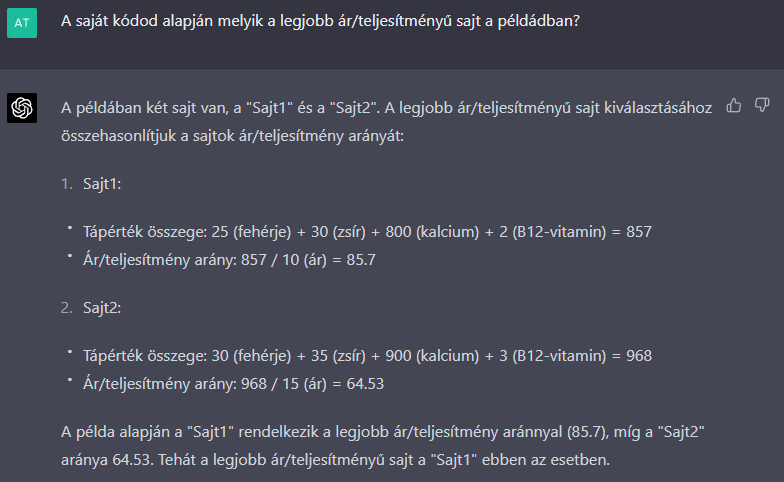 AT
A saját kódod alapján melyik a legjobb ár/teljesítményű sajt a példádban?
A példában két sajt van, a "Sajt1" és a "Sajt2". A legjobb ár/teljesítményű sajt kiválasztásához
összehasonlítjuk a sajtok ár/teljesítmény arányát:
1. Sajt1:
• Tápérték összege: 25 (fehérje) + 30 (zsír) + 800 (kalcium) + 2 (B12-vitamin) = 857
• Ár/teljesítmény arány: 857 / 10 (ár) = 85.7
2. Sajt2:
• Tápérték összege: 30 (fehérje) + 35 (zsír) + 900 (kalcium) + 3 (B12-vitamin) = 968
• Ár/teljesítmény arány: 968 / 15 (ár) = 64.53
A példa alapján a "Sajt1" rendelkezik a legjobb ár/teljesítmény aránnyal (85.7), míg a "Sajt2"
aránya 64.53. Tehát a legjobb ár/teljesítményű sajt a "Sajt1" ebben az esetben.